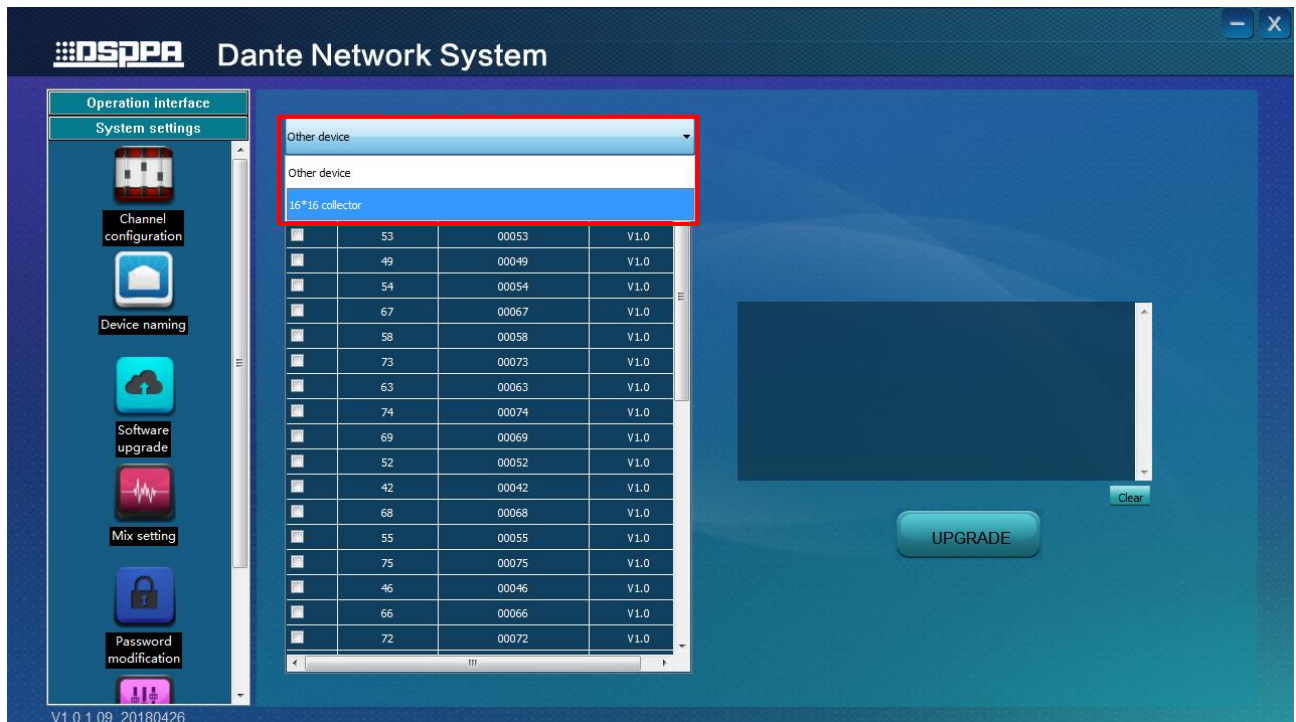 DSPPA Dante Network System
Operation interface
System settings
Channel
configuration
Device naming
Software
upgrade
Mix setting
Password
modification
Other device
Other device
16*16 collector
53 00053 V1.0
49 00049 V1.0
54 00054 V1.0
67 00067 V1.0
58 00058 V1.0
73 00073 V1.0
63 00063 V1.0
74 00074 V1.0
69 00069 V1.0
52 00052 V1.0
42 00042 V1.0
68 00068 V1.0
55 00055 V1.0
75 00075 V1.0
46 00046 V1.0
66 00066 V1.0
72 00072 V1.0
Clear
UPGRADE
V1.0.1.09 20180426